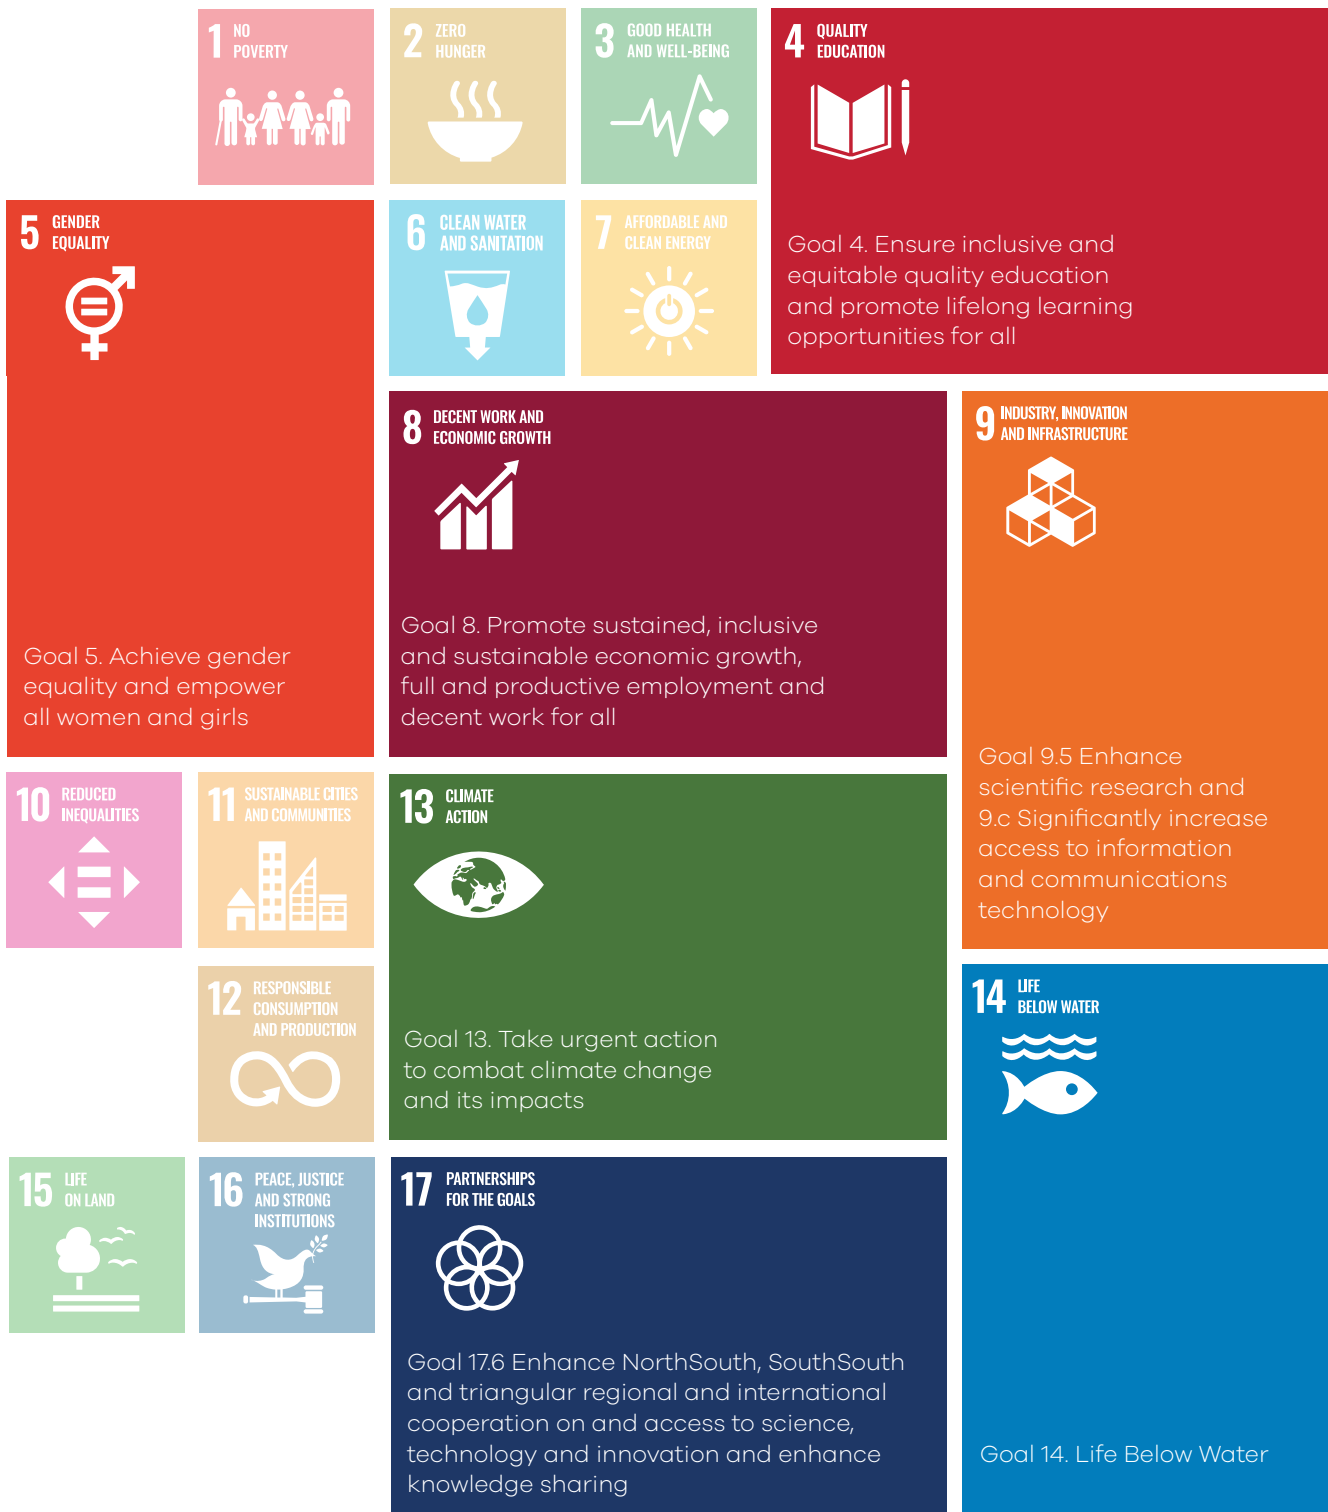 1 NO
POVERTY
2 ZERO
HUNGER
3 GOOD HEALTH
AND WELL-BEING
4 QUALITY
EDUCATION
Goal 4. Ensure inclusive and
equitable quality education
and promote lifelong learning
opportunities for all
5 GENDER
EQUALITY
Goal 5. Achieve gender
equality and empower
all women and girls
6 CLEAN WATER
AND SANITATION
7 AFFORDABLE AND
CLEAN ENERGY
8 DECENT WORK AND
ECONOMIC GROWTH
Goal 8. Promote sustained, inclusive
and sustainable economic growth,
full and productive employment and
decent work for all
9 INDUSTRY, INNOVATION
AND INFRASTRUCTURE
Goal 9.5 Enhance
scientific research and
9.c Significantly increase
access to information
and communications
technology
10 REDUCED
INEQUALITIES
11 SUSTAINABLE CITIES
AND COMMUNITIES
12 RESPONSIBLE
CONSUMPTION
AND PRODUCTION
13 CLIMATE
ACTION
Goal 13. Take urgent action
to combat climate change
and its impacts
14 LIFE
BELOW WATER
Goal 14. Life Below Water
15 LIFE
ON LAND
16 PEACE, JUSTICE
AND STRONG
INSTITUTIONS
17 PARTNERSHIPS
FOR THE GOALS
Goal 17.6 Enhance NorthSouth, SouthSouth
and triangular regional and international
cooperation on and access to science,
technology and innovation and enhance
knowledge sharing